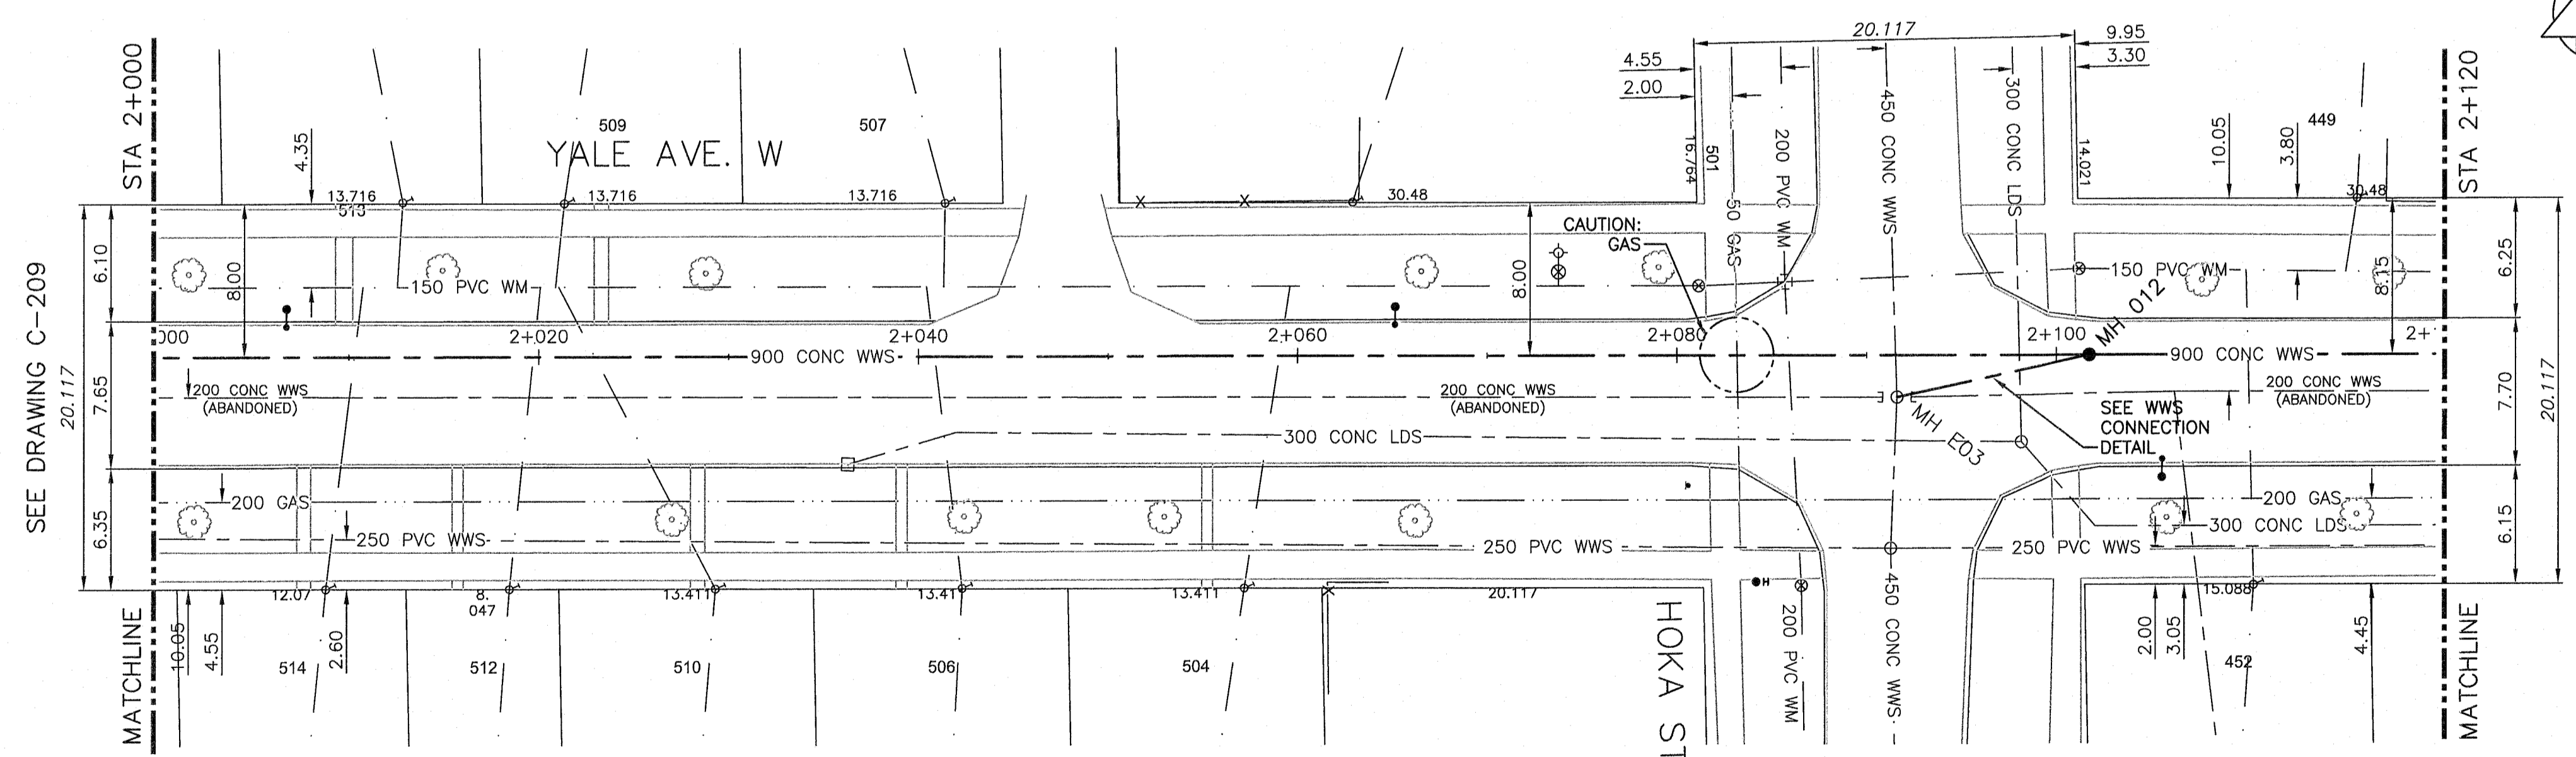 20.117
9.95
3.30
4.55
2.00
STA 2+000
STA 2+120
509
507
449
YALE AVE. W
4.35
13.716
513
13.716
13.716
30.48
16.764
501
50 GAS
200 PVC WM
450 CONC WWS
300 CONC LDS
14.021
10.05
3.80
30.48
CAUTION:
GAS
6.10
8.00
150 PVC WM
8.00
150 PVC WM
8.15
6.25
MH 012
SEE DRAWING C-209
20.117
000
2+020
2+040
2+060
2+080
2+100
2+
900 CONC WWS
900 CONC WWS
7.65
200 CONC WWS
(ABANDONED)
200 CONC WWS
(ABANDONED)
200 CONC WWS
(ABANDONED)
7.70
20.117
300 CONC LDS
MH E03
SEE WWS
CONNECTION
DETAIL
6.35
200 GAS
250 PVC WWS
250 PVC WWS
250 PVC WWS
200 GAS
300 CONC LDS
6.15
12.07
8.
047
13.411
13.41
13.411
20.117
H
15.088
MATCHLINE
10.05
4.55
514
2.60
512
510
506
504
HOKA ST
200 PVC WM
450 CONC WWS
2.00
3.05
452
4.45
MATCHLINE